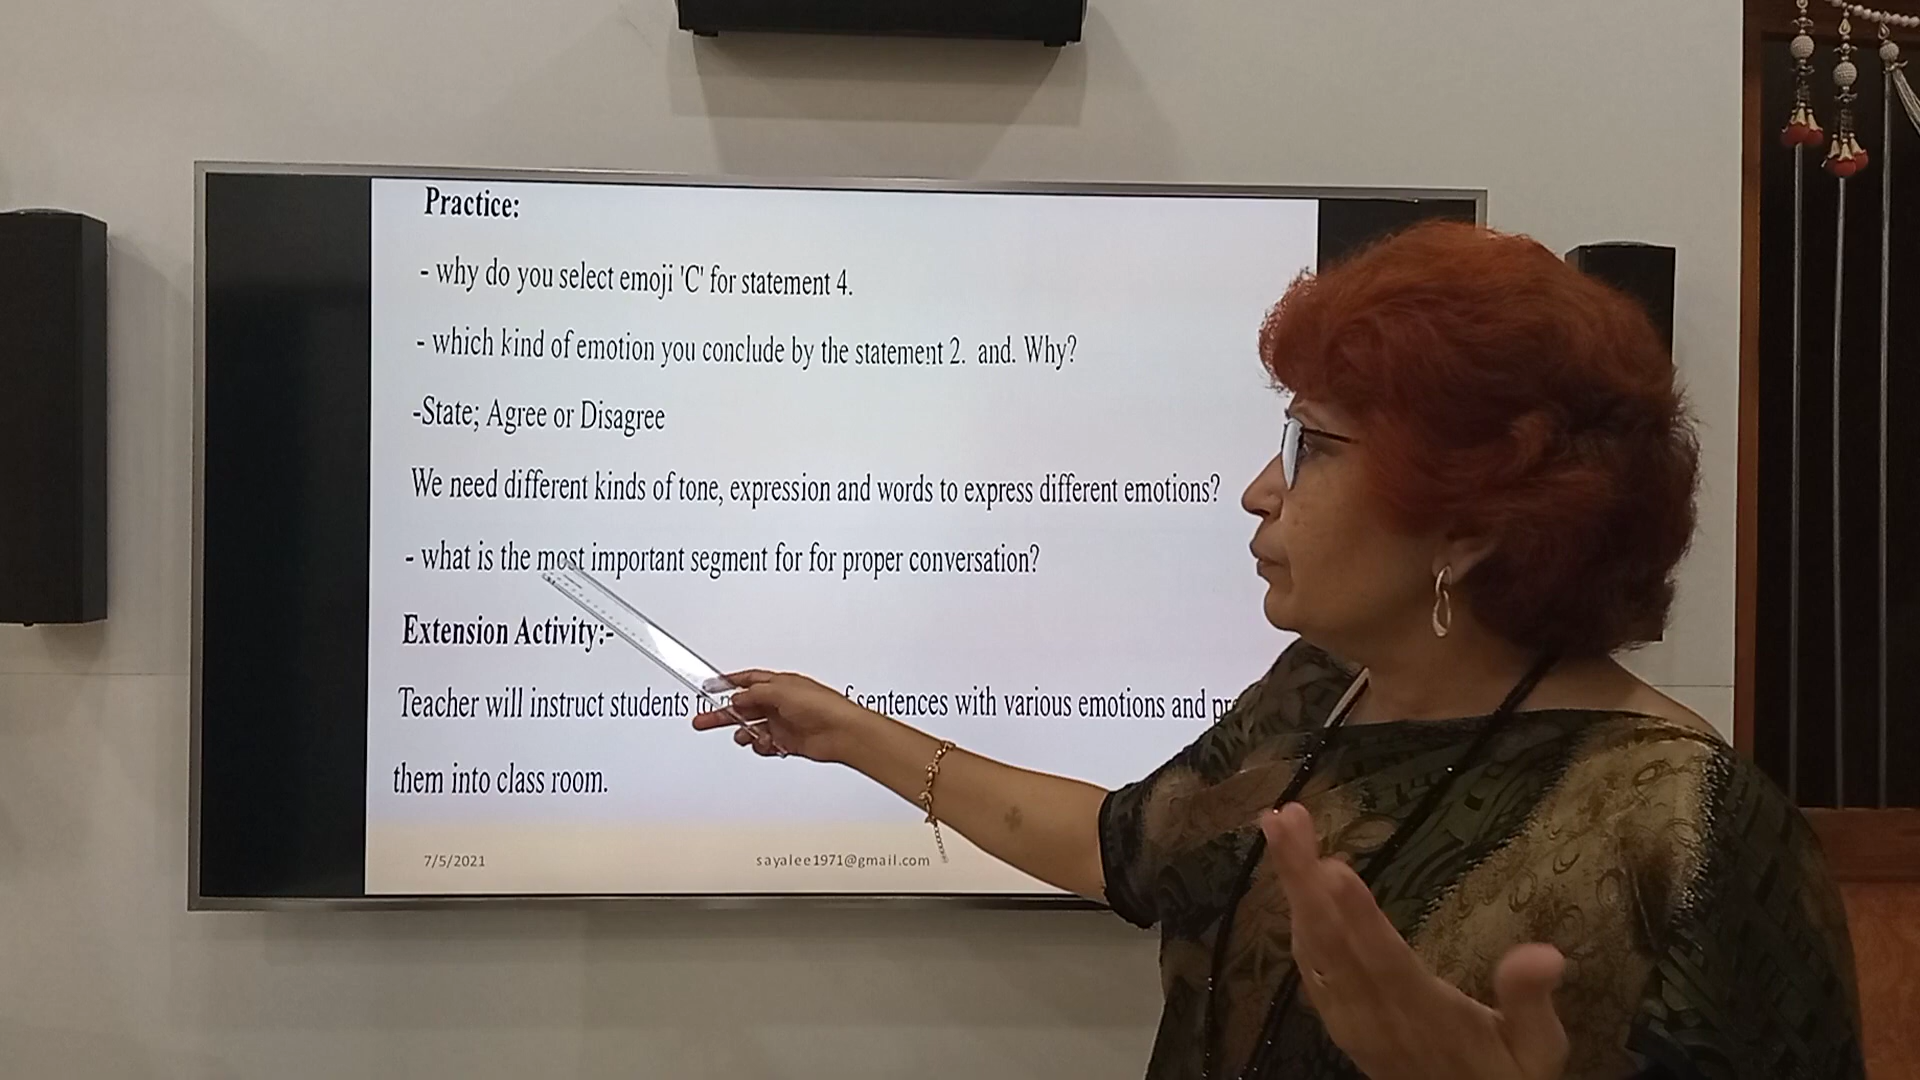 Practice:
- why do you select emoji 'C' for statement 4.
- which kind of emotion you conclude by the statement 2. and. Why?
-State; Agree or Disagree
We need different kinds of tone, expression and words to express different emotions?
- what is the most important segment for for proper conversation?
Extension Activity:-
Teacher will instruct students to sentences with various emotions and
them into class room.
7/5/2021
sayalee1971@gmail.com